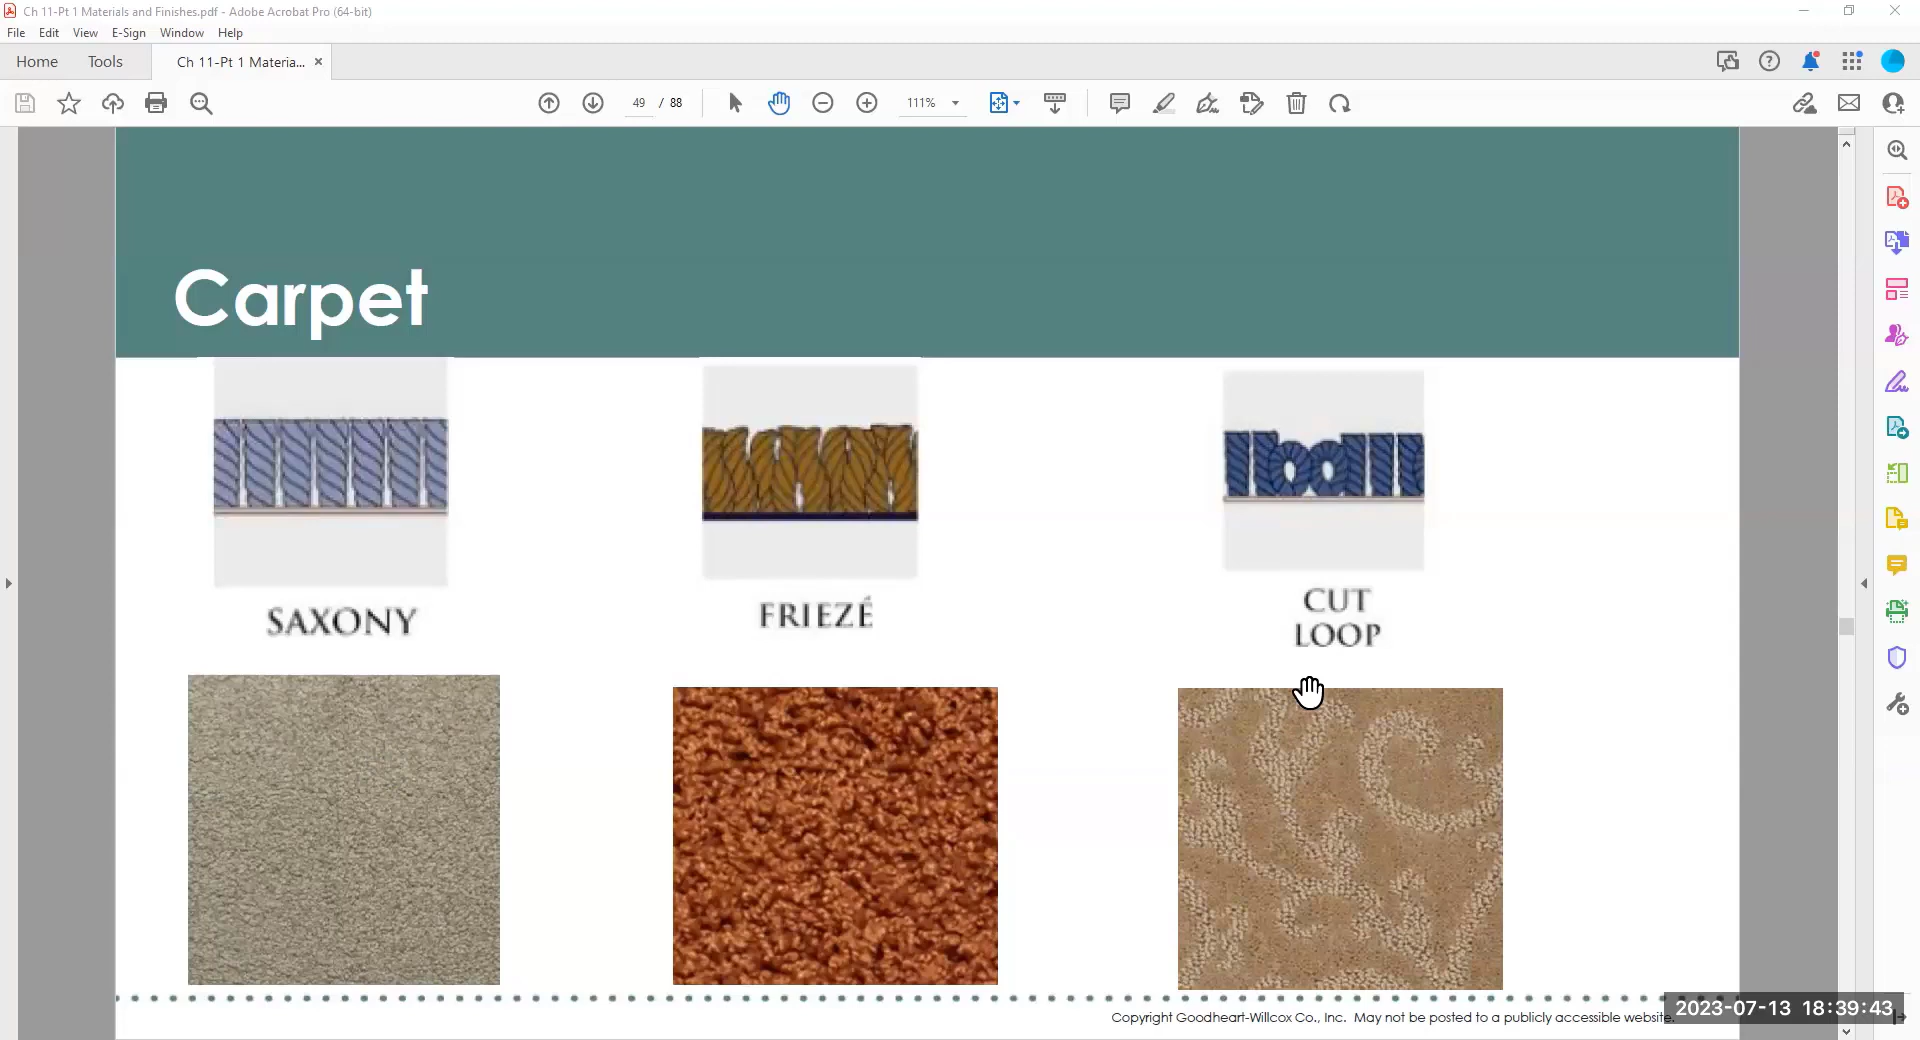 Ch 11-Pt 1 Materials and Finishes.pdf - Adobe Acrobat Pro (64-bit)
File Edit View E-Sign Window Help
Home Tools Ch 11-Pt 1 Materia... ×
49 / 88 111%
Carpet
SAXONY
FRIEZÉ
CUT
LOOP
Copyright Goodheart-Willcox Co., Inc. May not be posted to a publicly accessible website.
2023-07-13 18:39:43